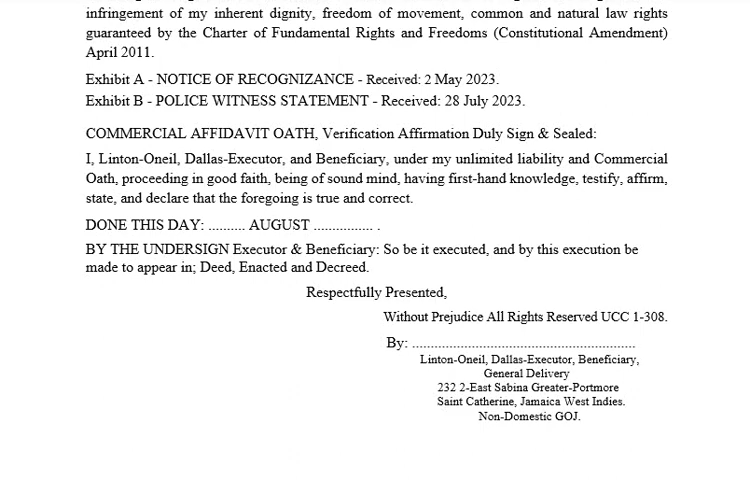 infringement of my inherent dignity, freedom of movement, common and natural law rights
guaranteed by the Charter of Fundamental Rights and Freedoms (Constitutional Amendment)
April 2011.
Exhibit A - NOTICE OF RECOGNIZANCE - Received: 2 May 2023.
Exhibit B - POLICE WITNESS STATEMENT - Received: 28 July 2023.
COMMERCIAL AFFIDAVIT OATH, Verification Affirmation Duly Sign & Sealed:
I, Linton-Oneil, Dallas-Executor, and Beneficiary, under my unlimited liability and Commercial
Oath, proceeding in good faith, being of sound mind, having first-hand knowledge, testify, affirm,
state, and declare that the foregoing is true and correct.
DONE THIS DAY: .......... AUGUST ................ .
BY THE UNDERSIGN Executor & Beneficiary: So be it executed, and by this execution be
made to appear in; Deed, Enacted and Decreed.
Respectfully Presented,
Without Prejudice All Rights Reserved UCC 1-308.
By: ............................................................
Linton-Oneil, Dallas-Executor, Beneficiary,
General Delivery
232 2-East Sabina Greater-Portmore
Saint Catherine, Jamaica West Indies.
Non-Domestic GOJ.